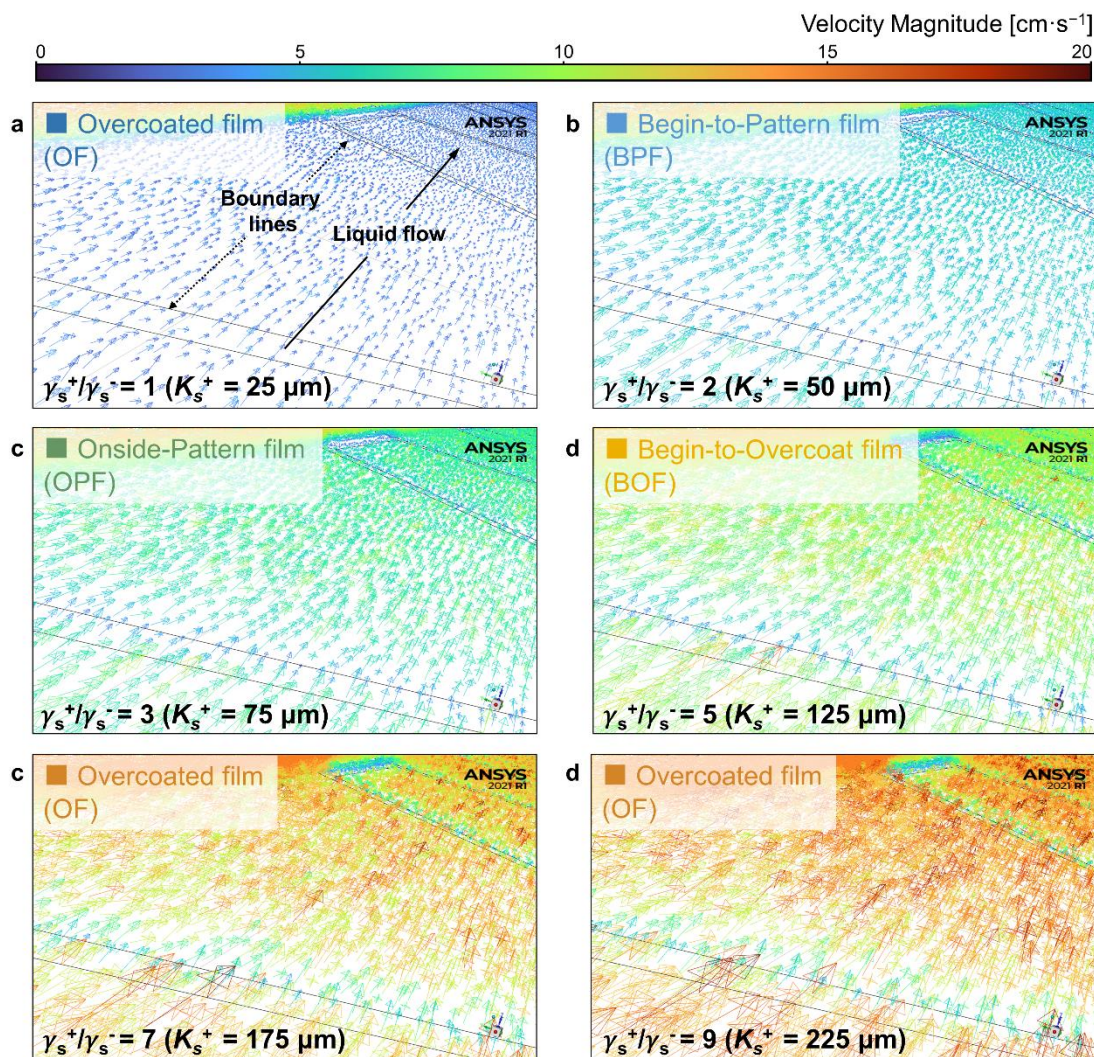 Velocity Magnitude [cm·s⁻¹]
0 5 10 15 20
a
Overcoated film
(OF)
ANSYS
2021 R1
Boundary
lines
Liquid flow
γₛ⁺/γₛ⁻ = 1 (Kₛ⁺ = 25 μm)
b
Begin-to-Pattern film
(BPF)
ANSYS
2021 R1
γₛ⁺/γₛ⁻ = 2 (Kₛ⁺ = 50 μm)
c
Onside-Pattern film
(OPF)
ANSYS
2021 R1
γₛ⁺/γₛ⁻ = 3 (Kₛ⁺ = 75 μm)
d
Begin-to-Overcoat film
(BOF)
ANSYS
2021 R1
γₛ⁺/γₛ⁻ = 5 (Kₛ⁺ = 125 μm)
c
Overcoated film
(OF)
ANSYS
2021 R1
γₛ⁺/γₛ⁻ = 7 (Kₛ⁺ = 175 μm)
d
Overcoated film
(OF)
ANSYS
2021 R1
γₛ⁺/γₛ⁻ = 9 (Kₛ⁺ = 225 μm)